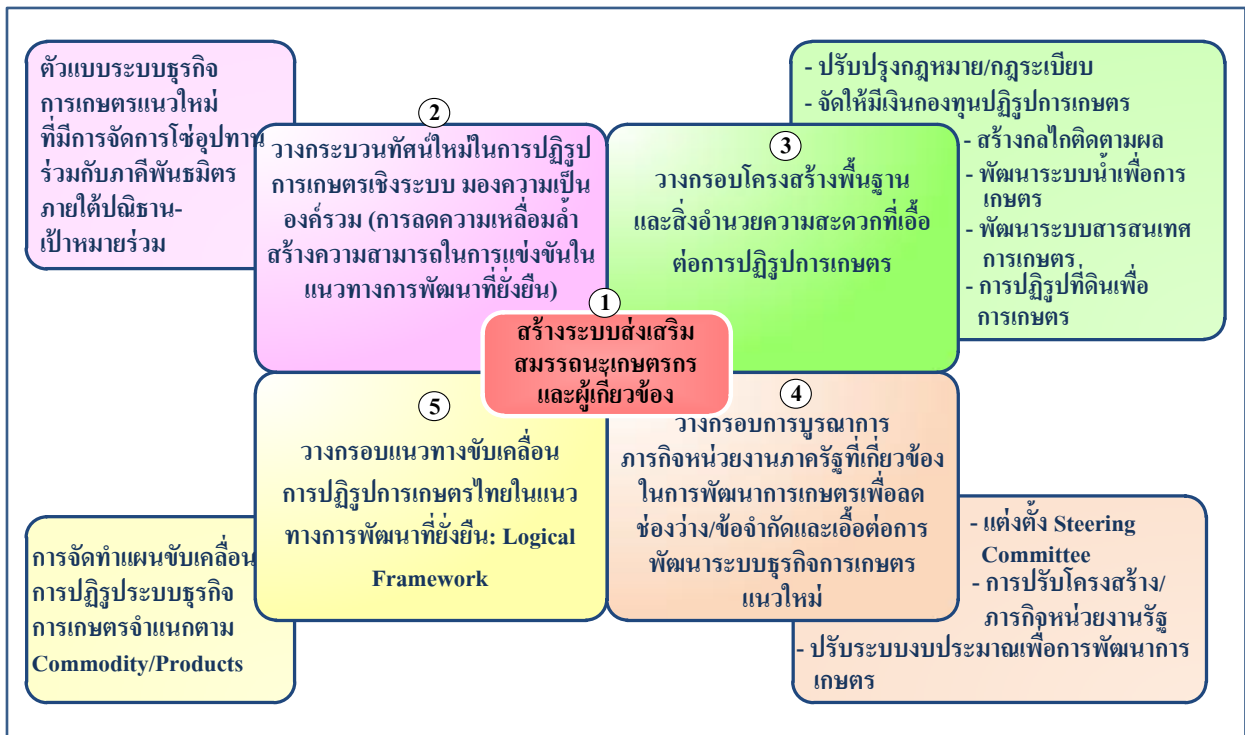 ตัวแบบระบบธุรกิจ
การเกษตรแนวใหม่
ที่มีการจัดการโซ่อุปทาน
ร่วมกับภาคีพันธมิตร
ภายใต้ปณิธาน-
เป้าหมายร่วม
2
วางกระบวนทัศน์ใหม่ในการปฏิรูป
การเกษตรเชิงระบบ มองความเป็น
องค์รวม (การลดความเหลื่อมล้ำ
สร้างความสามารถในการแข่งขันใน
แนวทางการพัฒนาที่ยั่งยืน)
3
วางกรอบโครงสร้างพื้นฐาน
และสิ่งอำนวยความสะดวกที่เอื้อ
ต่อการปฏิรูปการเกษตร
- ปรับปรุงกฎหมาย/กฎระเบียบ
- จัดให้มีเงินกองทุนปฏิรูปการเกษตร
- สร้างกลไกติดตามผล
- พัฒนาระบบน้ำเพื่อการ
เกษตร
- พัฒนาระบบสารสนเทศ
การเกษตร
- การปฏิรูปที่ดินเพื่อ
การเกษตร
1
สร้างระบบส่งเสริม
สมรรถนะเกษตรกร
และผู้เกี่ยวข้อง
5
วางกรอบแนวทางขับเคลื่อน
การปฏิรูปการเกษตรไทยในแนว
ทางการพัฒนาที่ยั่งยืน: Logical
Framework
4
วางกรอบการบูรณาการ
ภารกิจหน่วยงานภาครัฐที่เกี่ยวข้อง
ในการพัฒนาการเกษตรเพื่อลด
ช่องว่าง/ข้อจำกัดและเอื้อต่อการ
พัฒนาระบบธุรกิจการเกษตร
แนวใหม่
การจัดทำแผนขับเคลื่อน
การปฏิรูประบบธุรกิจ
การเกษตรจำแนกตาม
Commodity/Products
- แต่งตั้ง Steering
Committee
- การปรับโครงสร้าง/
ภารกิจหน่วยงานรัฐ
- ปรับระบบงบประมาณเพื่อการพัฒนาการ
เกษตร